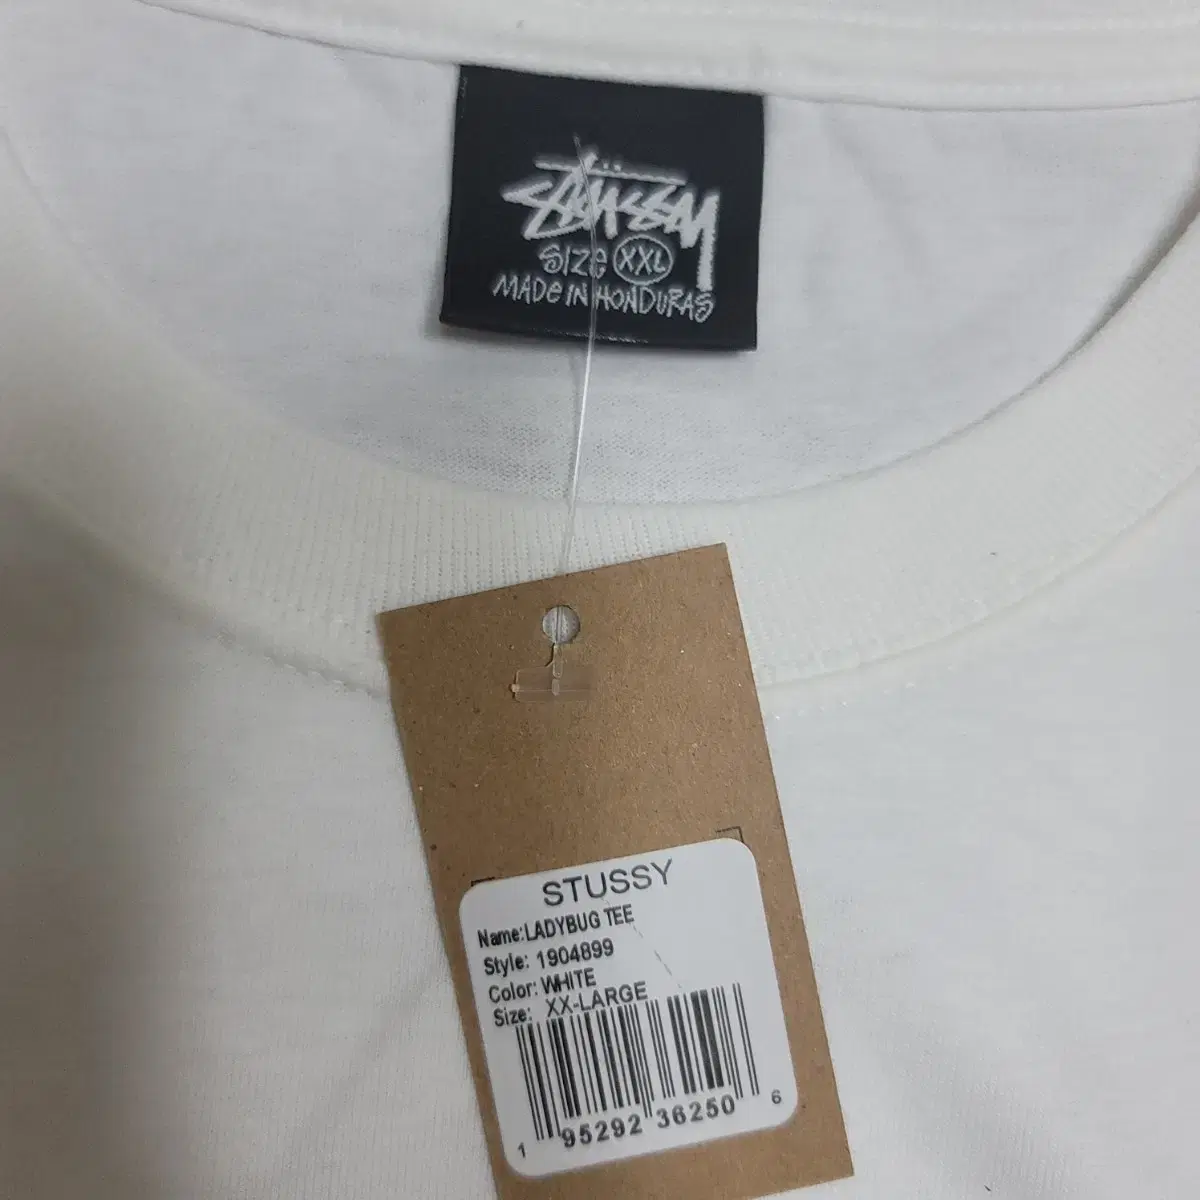 STÜSSY
SIZE XXL
MADE IN HONDURAS
STUSSY
Name: LADYBUG TEE
Style: 1904899
Color: WHITE
Size: XX-LARGE
1 95292 36250 6